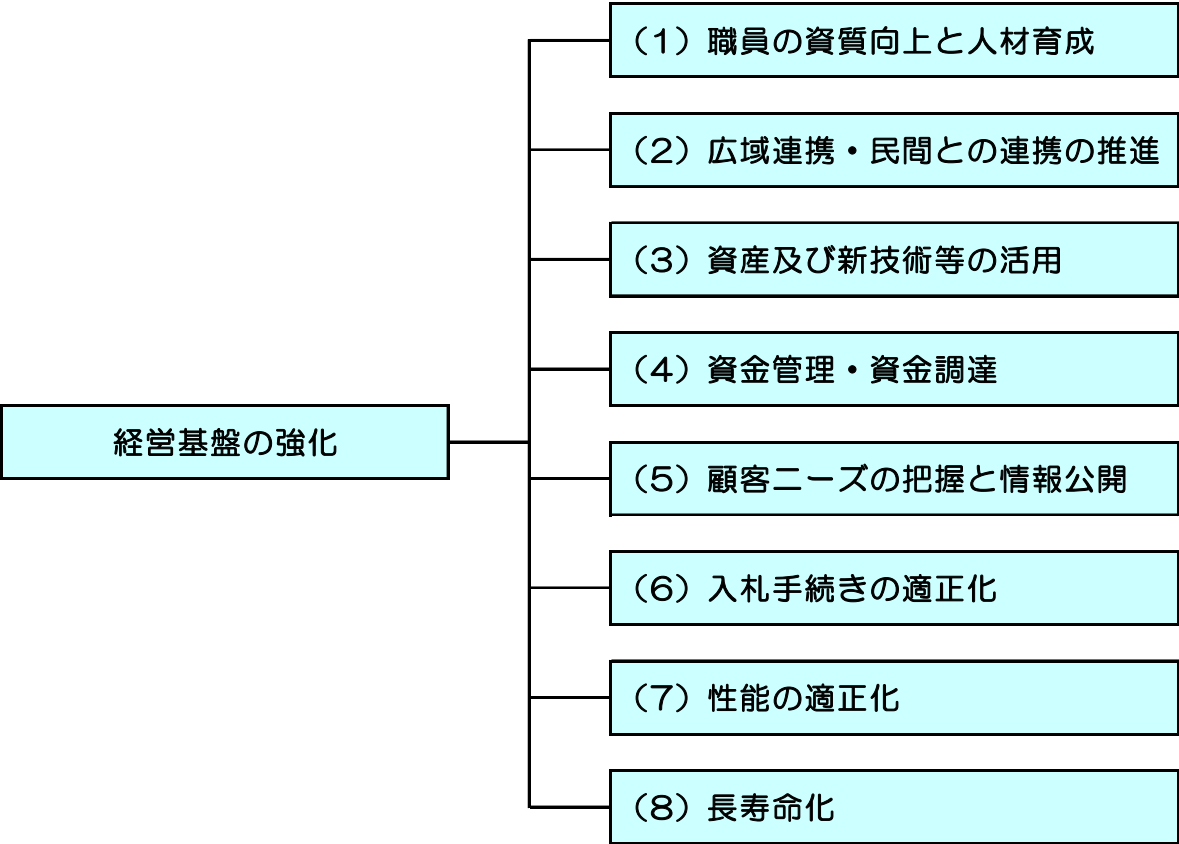 経営基盤の強化
（1）職員の資質向上と人材育成
（2）広域連携・民間との連携の推進
（3）資産及び新技術等の活用
（4）資金管理・資金調達
（5）顧客ニーズの把握と情報公開
（6）入札手続きの適正化
（7）性能の適正化
（8）長寿命化